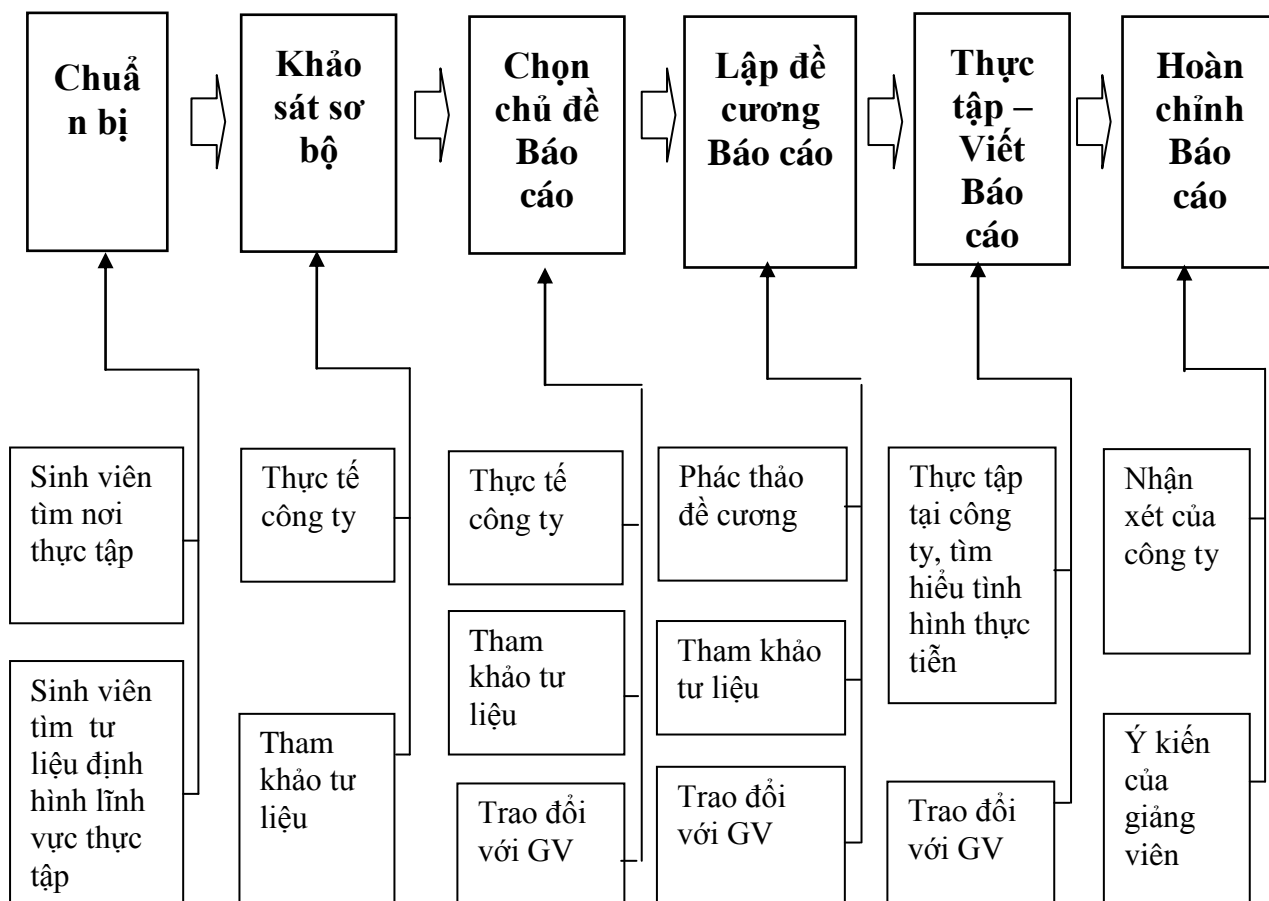 Chuẩ
n bị
Khảo
sát sơ
bộ
Chọn
chủ đề
Báo
cáo
Lập đề
cương
Báo cáo
Thực
tập –
Viết
Báo
cáo
Hoàn
chỉnh
Báo
cáo
Sinh viên
tìm nơi
thực tập
Sinh viên
tìm tư
liệu định
hình lĩnh
vực thực
tập
Thực tế
công ty
Tham
khảo tư
liệu
Thực tế
công ty
Tham
khảo tư
liệu
Trao đổi
với GV
Phác thảo
đề cương
Tham khảo
tư liệu
Trao đổi
với GV
Thực tập
tại công
ty, tìm
hiểu tình
hình thực
tiễn
Trao đổi
với GV
Nhận
xét của
công ty
Ý kiến
của
giảng
viên